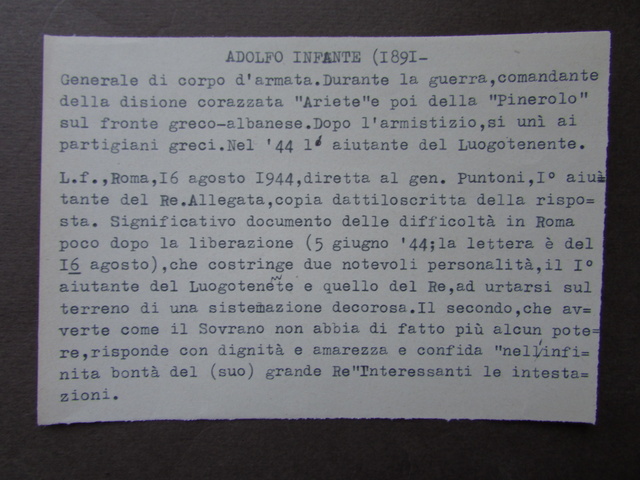 ADOLFO INFANTE (1891-
Generale di corpo d'armata.Durante la guerra,comandante
della disione corazzata "Ariete"e poi della "Pinerolo"
sul fronte greco-albanese.Dopo l'armistizio,si unì ai
partigiani greci.Nel '44 1° aiutante del Luogotenente.
L.f.,Roma,16 agosto 1944,diretta al gen. Puntoni,1° aiu=
tante del Re.Allegata,copia dattiloscritta della rispo=
sta. Significativo documento delle difficoltà in Roma
poco dopo la liberazione (5 giugno '44;la lettera è del
16 agosto),che costringe due notevoli personalità,il 1°
aiutante del Luogotenente e quello del Re,ad urtarsi sul
terreno di una sistemazione decorosa.Il secondo,che av=
verte come il Sovrano non abbia di fatto più alcun pote=
re,risponde con dignità e amarezza e confida "nell'infi=
nita bontà del (suo) grande Re"Interessanti le intesta=
zioni.